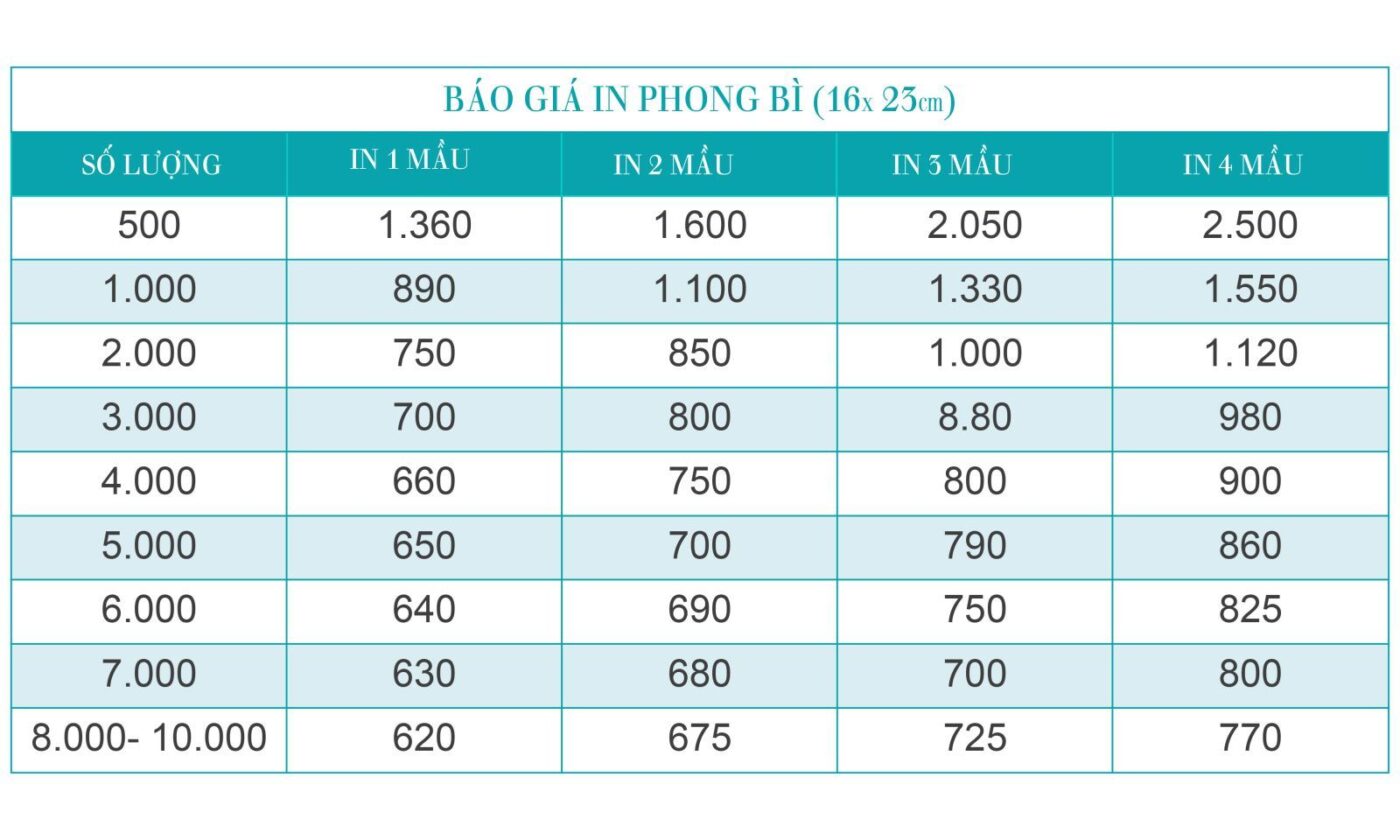 BÁO GIÁ IN PHONG BÌ (16x 23cm)
SỐ LƯỢNG IN 1 MẦU IN 2 MẦU IN 3 MẦU IN 4 MẦU
500 1.360 1.600 2.050 2.500
1.000 890 1.100 1.330 1.550
2.000 750 850 1.000 1.120
3.000 700 800 8.80 980
4.000 660 750 800 900
5.000 650 700 790 860
6.000 640 690 750 825
7.000 630 680 700 800
8.000- 10.000 620 675 725 770